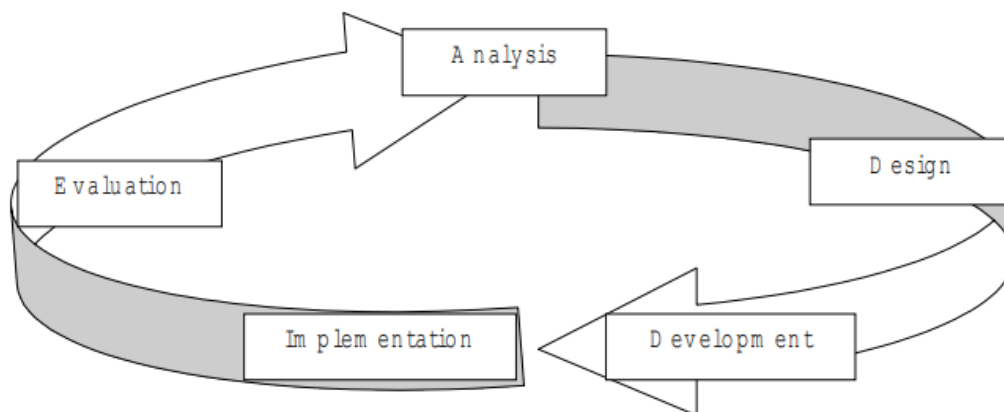 Analysis
Design
Development
Implementation
Evaluation